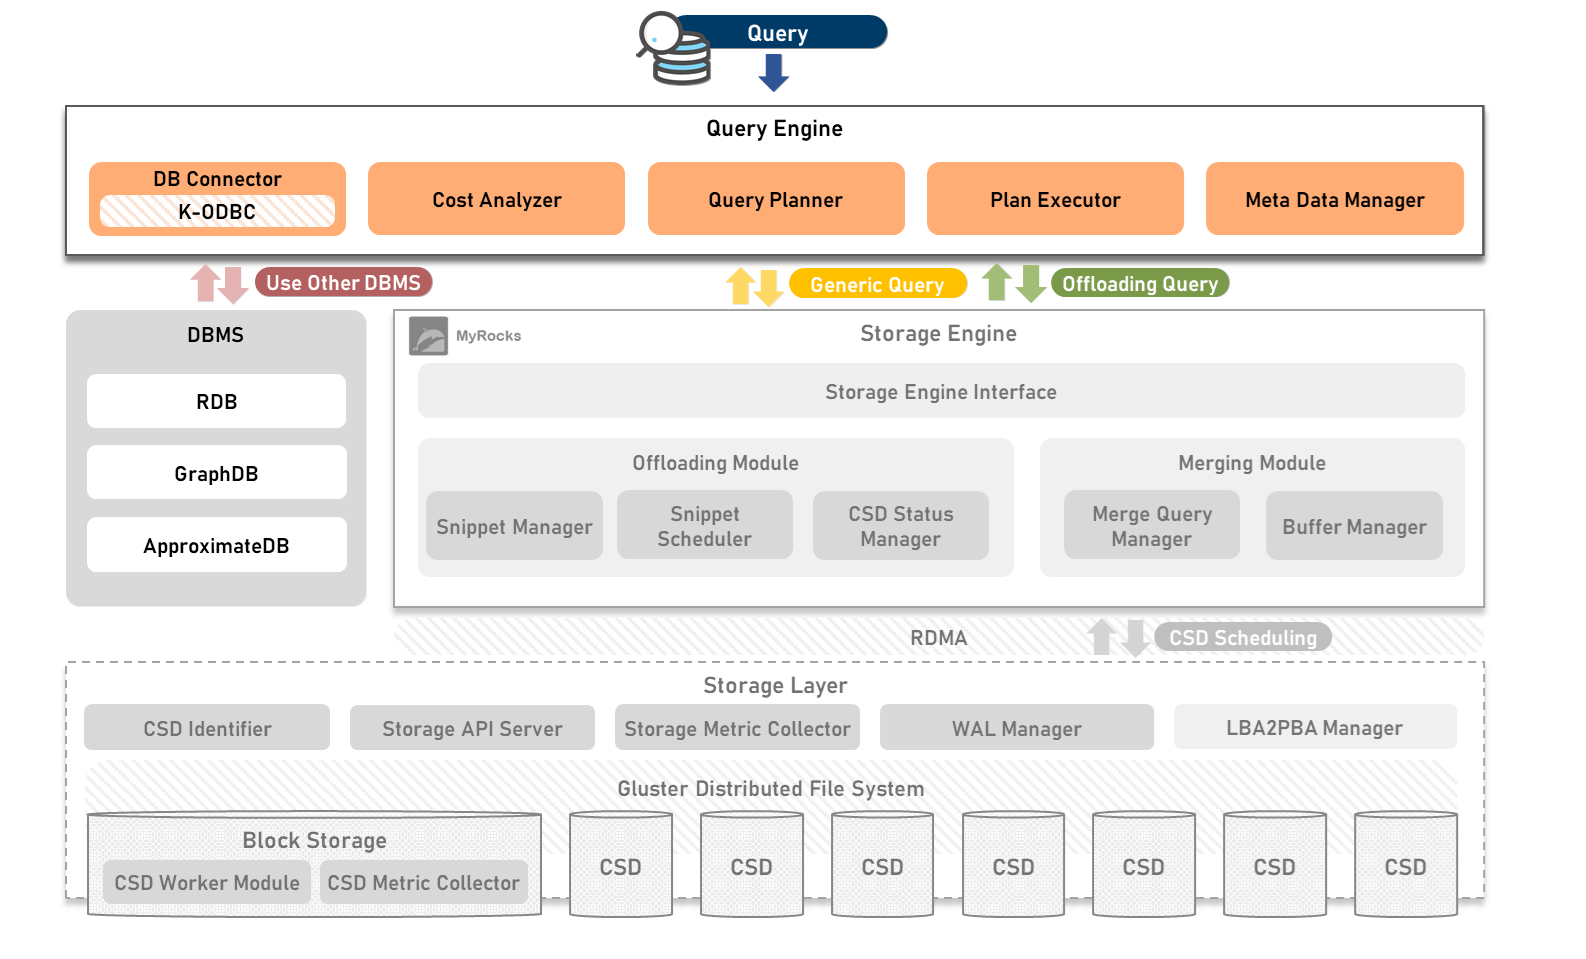 Query
Query Engine
DB Connector
K-ODBC
Cost Analyzer
Query Planner
Plan Executor
Meta Data Manager
Use Other DBMS
Generic Query
Offloading Query
DBMS
RDB
GraphDB
ApproximateDB
MyRocks
Storage Engine
Storage Engine Interface
Offloading Module
Snippet Manager
Snippet
Scheduler
CSD Status
Manager
Merging Module
Merge Query
Manager
Buffer Manager
RDMA
CSD Scheduling
Storage Layer
CSD Identifier
Storage API Server
Storage Metric Collector
WAL Manager
LBA2PBA Manager
Gluster Distributed File System
Block Storage
CSD Worker Module
CSD Metric Collector
CSD
CSD
CSD
CSD
CSD
CSD
CSD